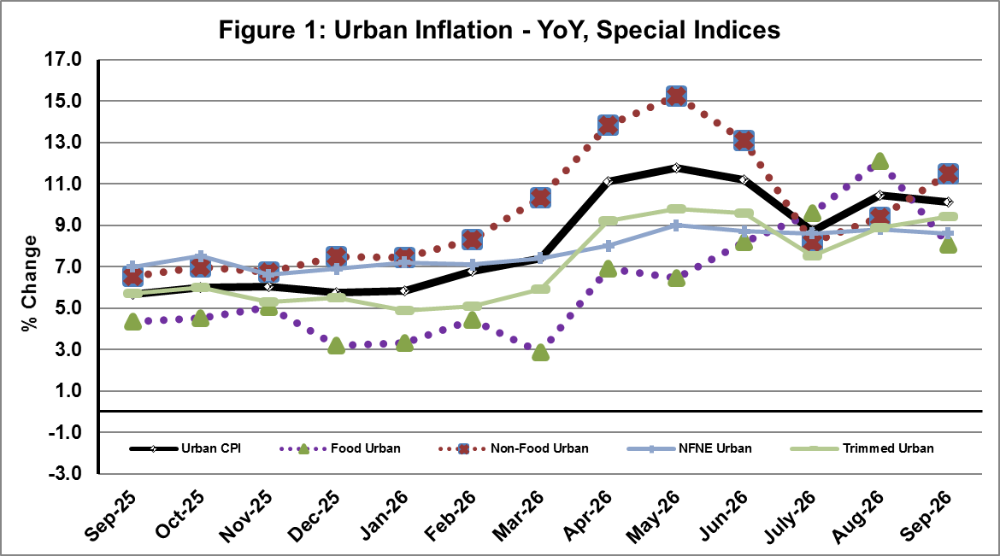 Figure 1: Urban Inflation - YoY, Special Indices
17.0
15.0
13.0
11.0
9.0
7.0
5.0
3.0
1.0
-1.0
-3.0
% Change
Urban CPI
Food Urban
Non-Food Urban
NFNE Urban
Trimmed Urban
Sep-25
Oct-25
Nov-25
Dec-25
Jan-26
Feb-26
Mar-26
Apr-26
May-26
Jun-26
July-26
Aug-26
Sep-26